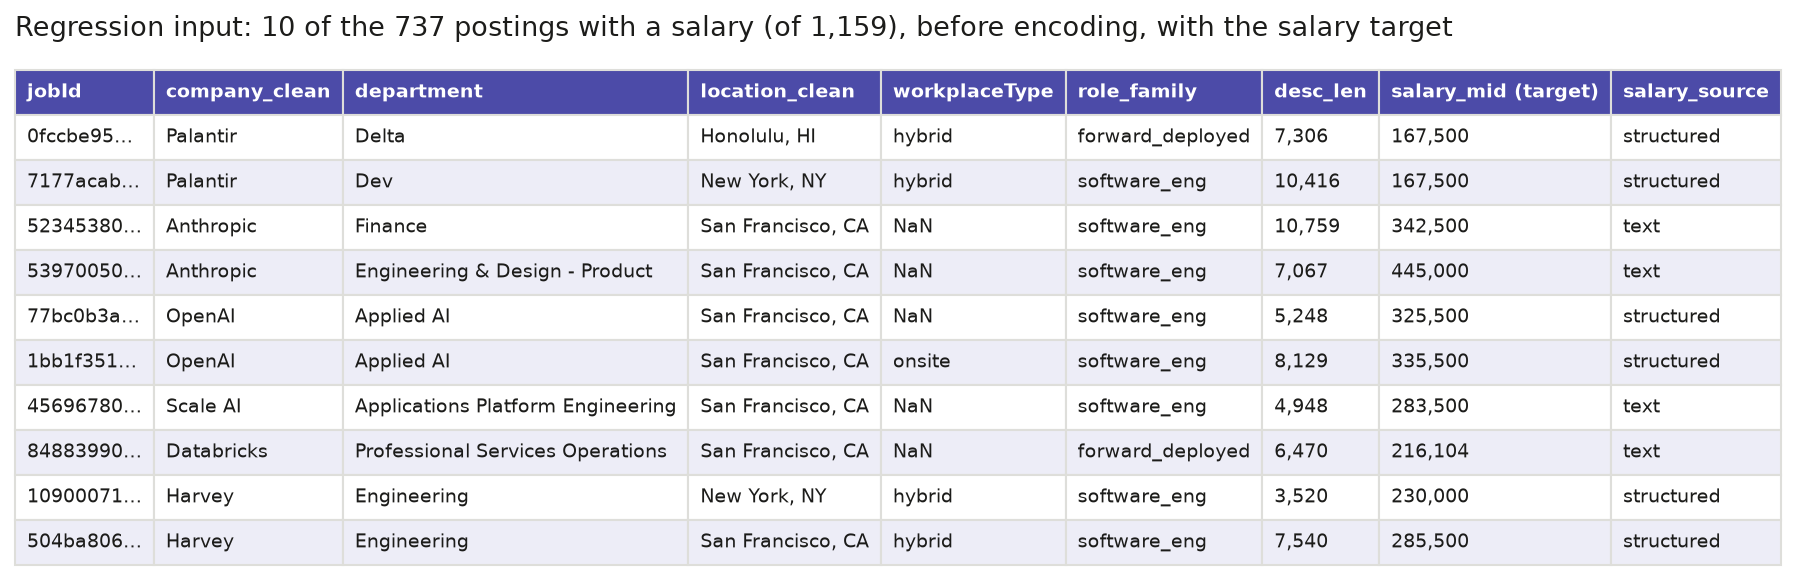 Regression input: 10 of the 737 postings with a salary (of 1,159), before encoding, with the salary target
jobId company_clean department location_clean workplaceType role_family desc_len salary_mid (target) salary_source
0fccbe95… Palantir Delta Honolulu, HI hybrid forward_deployed 7,306 167,500 structured
7177acab… Palantir Dev New York, NY hybrid software_eng 10,416 167,500 structured
52345380… Anthropic Finance San Francisco, CA NaN software_eng 10,759 342,500 text
53970050… Anthropic Engineering & Design - Product San Francisco, CA NaN software_eng 7,067 445,000 text
77bc0b3a… OpenAI Applied AI San Francisco, CA NaN software_eng 5,248 325,500 structured
1bb1f351… OpenAI Applied AI San Francisco, CA onsite software_eng 8,129 335,500 structured
45696780… Scale AI Applications Platform Engineering San Francisco, CA NaN software_eng 4,948 283,500 text
84883990… Databricks Professional Services Operations San Francisco, CA NaN forward_deployed 6,470 216,104 text
10900071… Harvey Engineering New York, NY hybrid software_eng 3,520 230,000 structured
504ba806… Harvey Engineering San Francisco, CA hybrid software_eng 7,540 285,500 structured